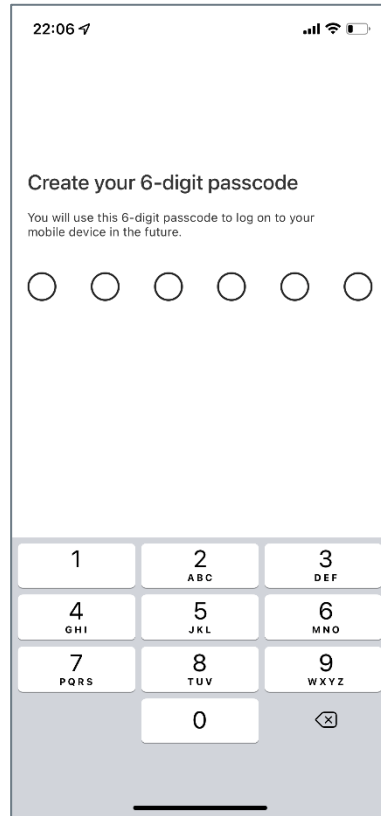 22:06
Create your 6-digit passcode
You will use this 6-digit passcode to log on to your
mobile device in the future.
1 2 3
ABC DEF
4 5 6
GHI JKL MNO
7 8 9
PQRS TUV WXYZ
0